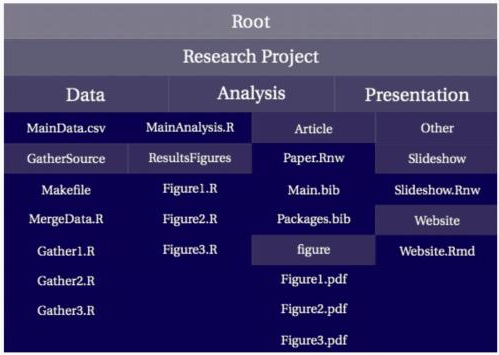 Root
Research Project
Data Analysis Presentation
MainData.csv MainAnalysis.R Article Other
GatherSource ResultsFigures Paper.Rnw Slideshow
Makefile Figure1.R Main.bib Slideshow.Rnw
MergeData.R Figure2.R Packages.bib Website
Gather1.R Figure3.R figure Website.Rmd
Gather2.R Figure1.pdf
Gather3.R Figure2.pdf
Figure3.pdf